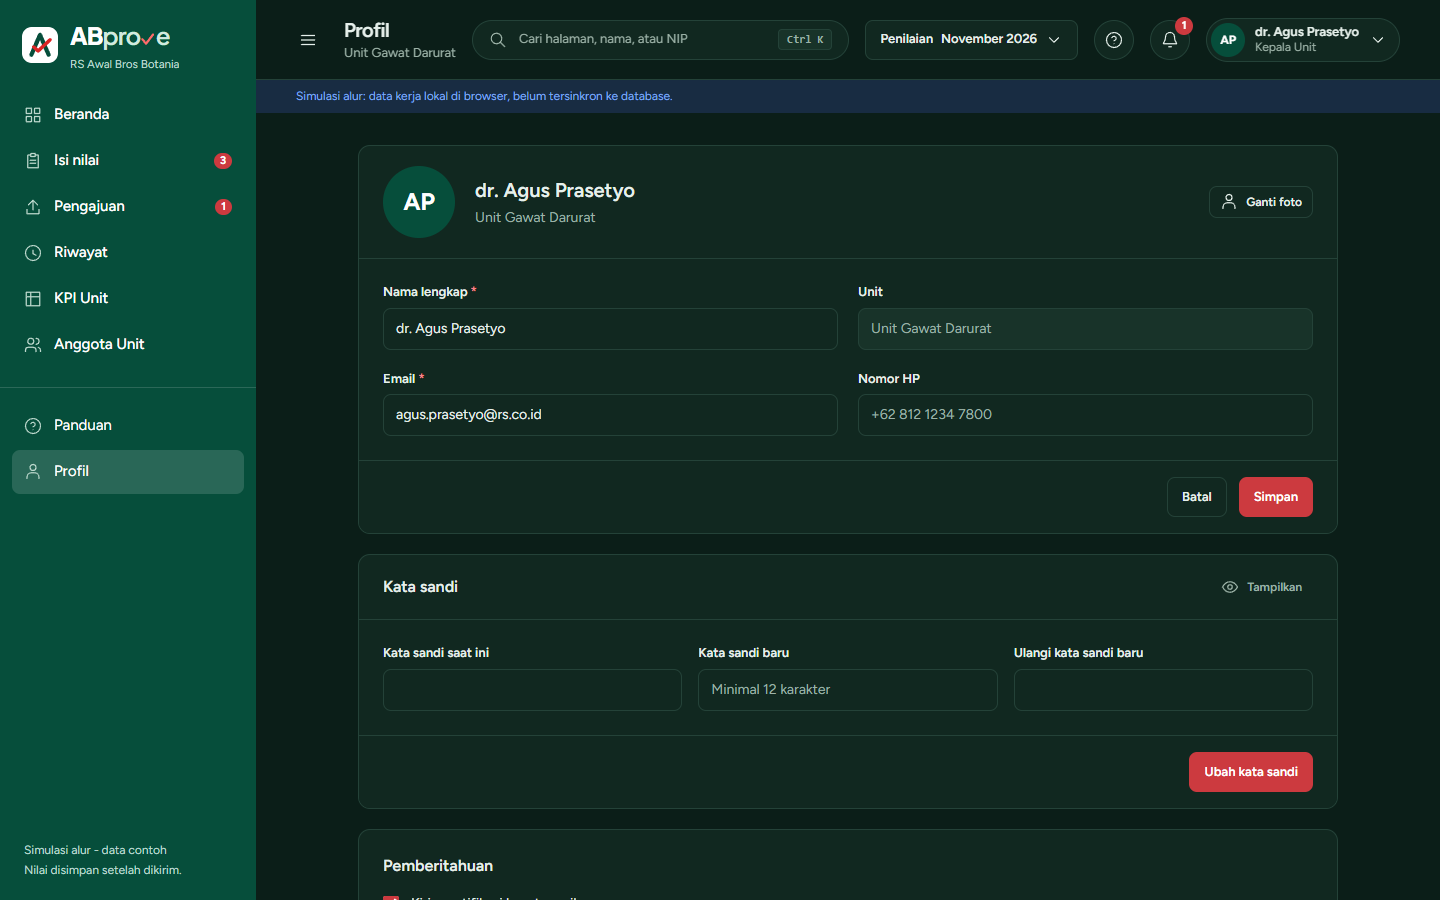 ABprove
RS Awal Bros Botania
Beranda
Isi nilai 3
Pengajuan 1
Riwayat
KPI Unit
Anggota Unit
Panduan
Profil
Simulasi alur - data contoh
Nilai disimpan setelah dikirim.
Profil
Unit Gawat Darurat
Cari halaman, nama, atau NIP Ctrl K
Penilaian November 2026
1
AP
dr. Agus Prasetyo
Kepala Unit
Simulasi alur: data kerja lokal di browser, belum tersinkron ke database.
AP
dr. Agus Prasetyo
Unit Gawat Darurat
Ganti foto
Nama lengkap * Unit
dr. Agus Prasetyo Unit Gawat Darurat
Email * Nomor HP
agus.prasetyo@rs.co.id +62 812 1234 7800
Batal Simpan
Kata sandi Tampilkan
Kata sandi saat ini Kata sandi baru Ulangi kata sandi baru
Minimal 12 karakter
Ubah kata sandi
Pemberitahuan